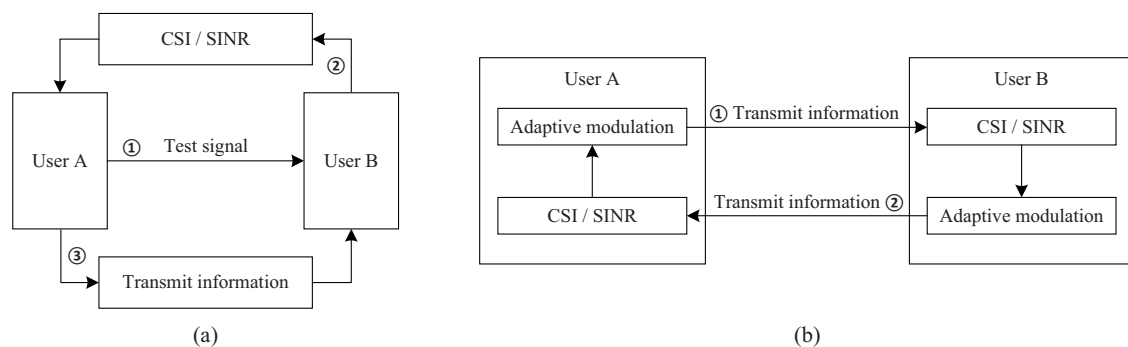 CSI / SINR
②
User A
① Test signal
User B
③
Transmit information
(a)
User A
User B
Adaptive modulation
① Transmit information
CSI / SINR
CSI / SINR
Transmit information ②
Adaptive modulation
(b)